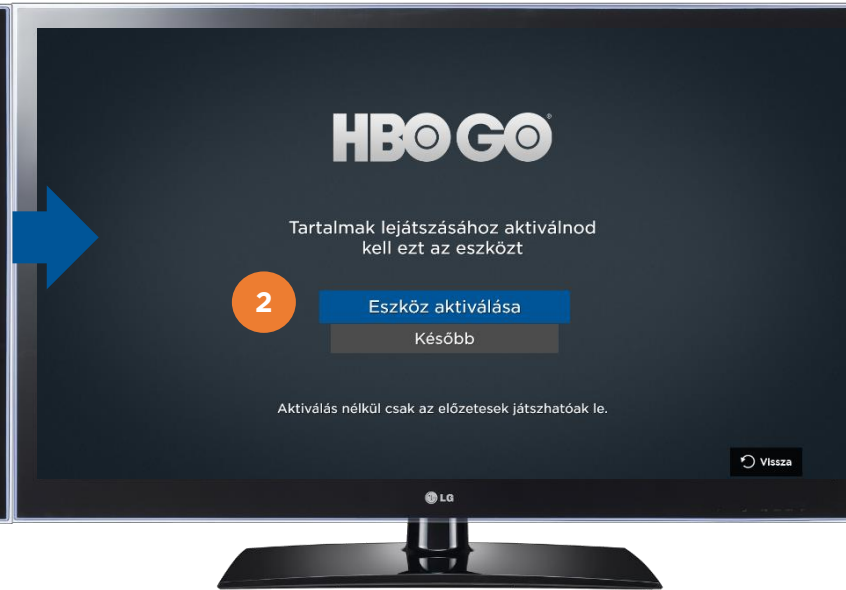 HBO GO
Tartalmak lejátszásához aktiválnod
kell ezt az eszközt
2
Eszköz aktiválása
Később
Aktiválás nélkül csak az előzetesek játszhatóak le.
Vissza
LG